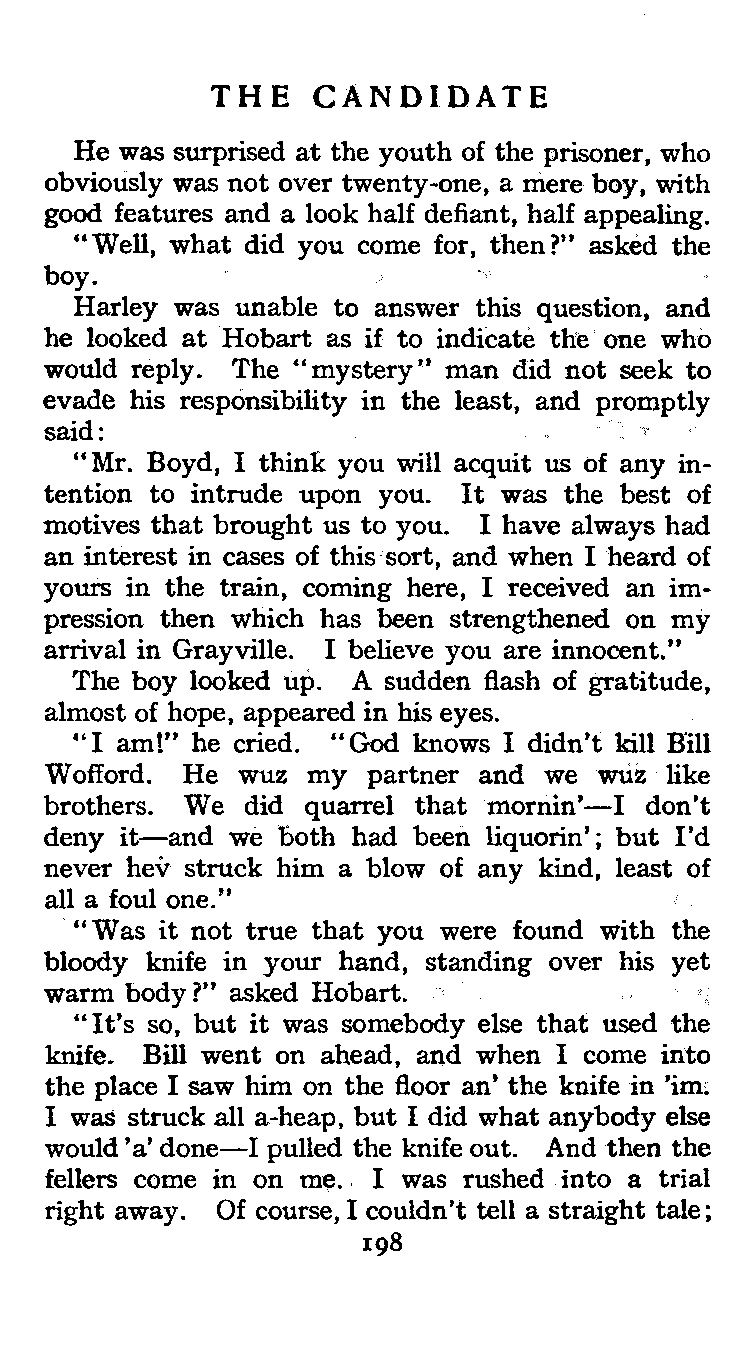 THE CANDIDATE
He was surprised at the youth of the prisoner, who
obviously was not over twenty-one, a mere boy, with
good features and a look half defiant, half appealing.
"Well, what did you come for, then?" asked the
boy.
Harley was unable to answer this question, and
he looked at Hobart as if to indicate the one who
would reply. The "mystery" man did not seek to
evade his responsibility in the least, and promptly
said:
"Mr. Boyd, I think you will acquit us of any in-
tention to intrude upon you. It was the best of
motives that brought us to you. I have always had
an interest in cases of this sort, and when I heard of
yours in the train, coming here, I received an im-
pression then which has been strengthened on my
arrival in Grayville. I believe you are innocent."
The boy looked up. A sudden flash of gratitude,
almost of hope, appeared in his eyes.
"I am!" he cried. "God knows I didn't kill Bill
Wofford. He wuz my partner and we wuz like
brothers. We did quarrel that mornin'—I don't
deny it—and we both had been liquorin'; but I'd
never hev struck him a blow of any kind, least of
all a foul one."
"Was it not true that you were found with the
bloody knife in your hand, standing over his yet
warm body?" asked Hobart.
"It's so, but it was somebody else that used the
knife. Bill went on ahead, and when I come into
the place I saw him on the floor an' the knife in 'im.
I was struck all a-heap, but I did what anybody else
would 'a' done—I pulled the knife out. And then the
fellers come in on me. I was rushed into a trial
right away. Of course, I couldn't tell a straight tale;
198